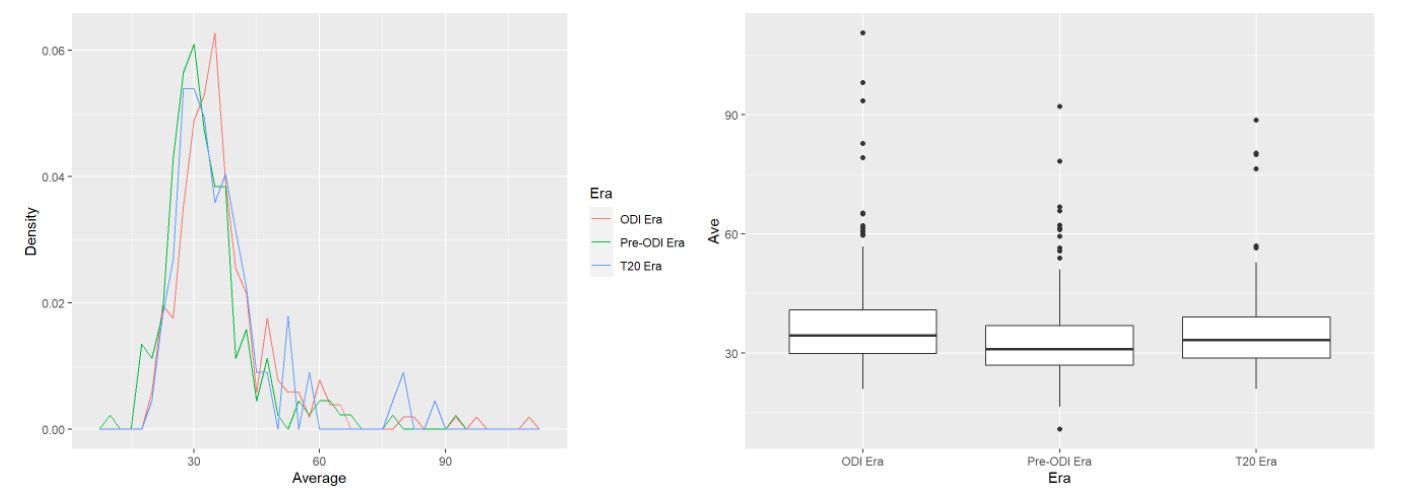 0.06
0.04
0.02
0.00
Density
30
60
90
Average
Era
ODI Era
Pre-ODI Era
T20 Era
90
60
30
Ave
ODI Era
Pre-ODI Era
T20 Era
Era